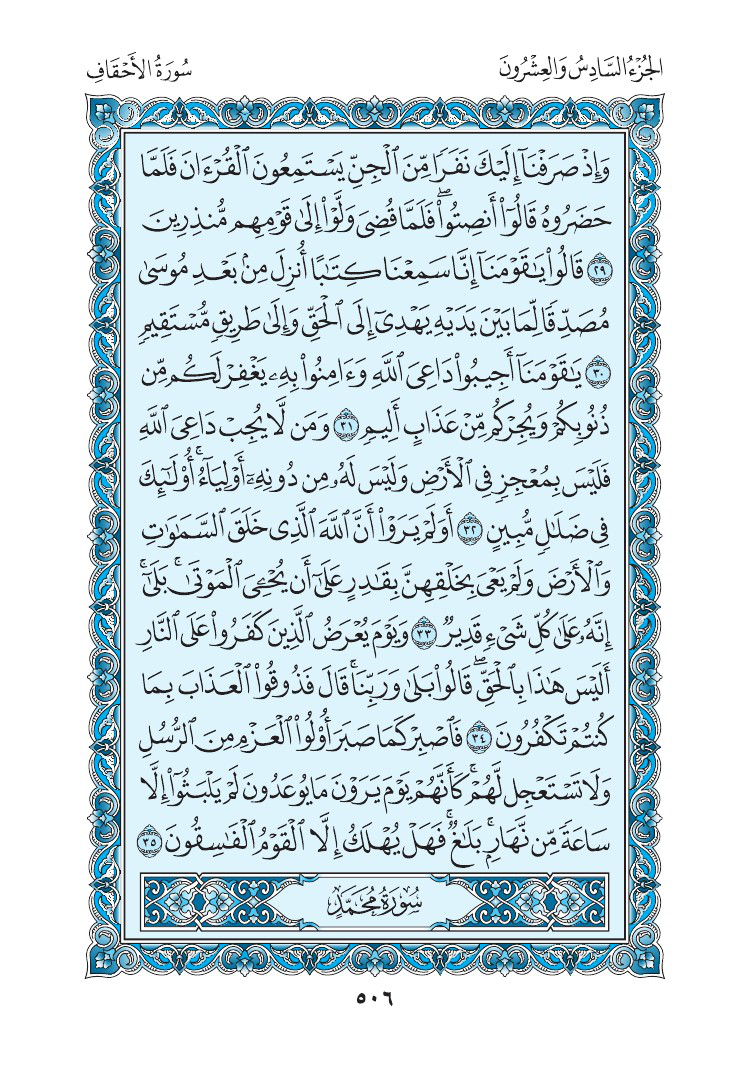 الجُزْءُ السَّادِسُ وَالعِشْرُونَ
سُورَةُ الأَحْقَافِ
وَإِذْ صَرَفْنَآ إِلَيْكَ نَفَرًا مِّنَ ٱلْجِنِّ يَسْتَمِعُونَ ٱلْقُرْءَانَ فَلَمَّا
حَضَرُوهُ قَالُوٓا۟ أَنصِتُوا۟ ۖ فَلَمَّا قُضِىَ وَلَّوْا۟ إِلَىٰ قَوْمِهِم مُّنذِرِينَ
٢٩ قَالُوا۟ يَٰقَوْمَنَآ إِنَّا سَمِعْنَا كِتَٰبًا أُنزِلَ مِنۢ بَعْدِ مُوسَىٰ
مُصَدِّقًا لِّمَا بَيْنَ يَدَيْهِ يَهْدِىٓ إِلَى ٱلْحَقِّ وَإِلَىٰ طَرِيقٍ مُّسْتَقِيمٍ
٣٠ يَٰقَوْمَنَآ أَجِيبُوا۟ دَاعِىَ ٱللَّهِ وَءَامِنُوا۟ بِهِۦ يَغْفِرْ لَكُم مِّن
ذُنُوبِكُمْ وَيُجِرْكُم مِّنْ عَذَابٍ أَلِيمٍ ٣١ وَمَن لَّا يُجِبْ دَاعِىَ ٱللَّهِ
فَلَيْسَ بِمُعْجِزٍ فِى ٱلْأَرْضِ وَلَيْسَ لَهُۥ مِن دُونِهِۦٓ أَوْلِيَآءُ ۚ أُو۟لَٰٓئِكَ
فِى ضَلَٰلٍ مُّبِينٍ ٣٢ أَوَلَمْ يَرَوْا۟ أَنَّ ٱللَّهَ ٱلَّذِى خَلَقَ ٱلسَّمَٰوَٰتِ
وَٱلْأَرْضَ وَلَمْ يَعْىَ بِخَلْقِهِنَّ بِقَٰدِرٍ عَلَىٰٓ أَن يُحْۦِىَ ٱلْمَوْتَىٰ ۚ بَلَىٰٓ
إِنَّهُۥ عَلَىٰ كُلِّ شَىْءٍ قَدِيرٌ ٣٣ وَيَوْمَ يُعْرَضُ ٱلَّذِينَ كَفَرُوا۟ عَلَى ٱلنَّارِ
أَلَيْسَ هَٰذَا بِٱلْحَقِّ ۖ قَالُوا۟ بَلَىٰ وَرَبِّنَا ۚ قَالَ فَذُوقُوا۟ ٱلْعَذَابَ بِمَا
كُنتُمْ تَكْفُرُونَ ٣٤ فَٱصْبِرْ كَمَا صَبَرَ أُو۟لُوا۟ ٱلْعَزْمِ مِنَ ٱلرُّسُلِ
وَلَا تَسْتَعْجِل لَّهُمْ ۚ كَأَنَّهُمْ يَوْمَ يَرَوْنَ مَا يُوعَدُونَ لَمْ يَلْبَثُوٓا۟ إِلَّا
سَاعَةً مِّن نَّهَارٍۭ ۚ بَلَٰغٌ ۚ فَهَلْ يُهْلَكُ إِلَّا ٱلْقَوْمُ ٱلْفَٰسِقُونَ ٣٥
سُورَةُ مُحَمَّدٍ
٥٠٦